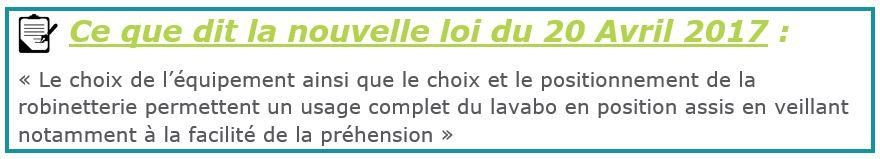 Ce que dit la nouvelle loi du 20 Avril 2017 :
« Le choix de l’équipement ainsi que le choix et le positionnement de la
robinetterie permettent un usage complet du lavabo en position assis en veillant
notamment à la facilité de la préhension »